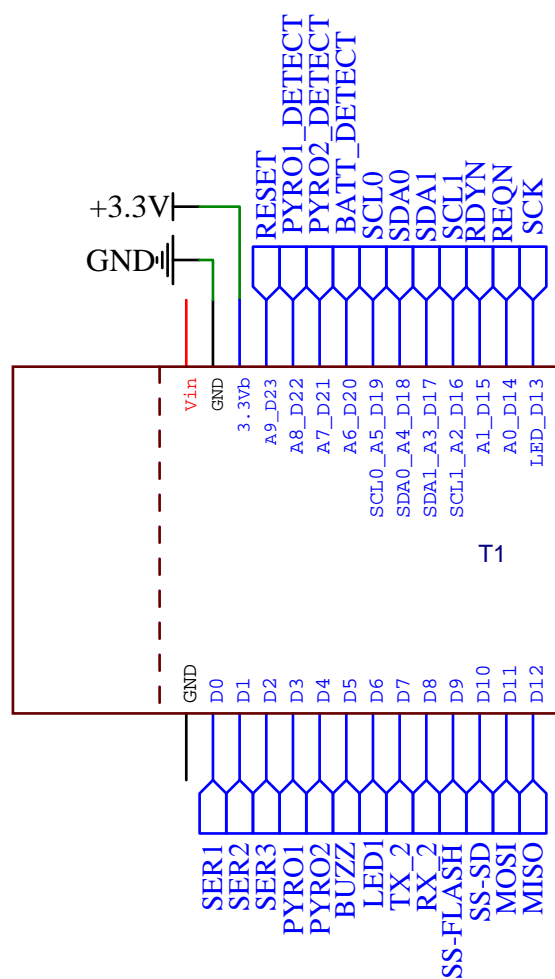 +3.3V
GND
RESET
PYRO1_DETECT
PYRO2_DETECT
BATT_DETECT
SCL0
SDA0
SDA1
SCL1
RDYN
REQN
SCK
Vin
GND
3.3Vb
A9_D23
A8_D22
A7_D21
A6_D20
SCL0_A5_D19
SDA0_A4_D18
SDA1_A3_D17
SCL1_A2_D16
A1_D15
A0_D14
LED_D13
T1
GND
D0
D1
D2
D3
D4
D5
D6
D7
D8
D9
D10
D11
D12
SER1
SER2
SER3
PYRO1
PYRO2
BUZZ
LED1
TX_2
RX_2
SS-FLASH
SS-SD
MOSI
MISO